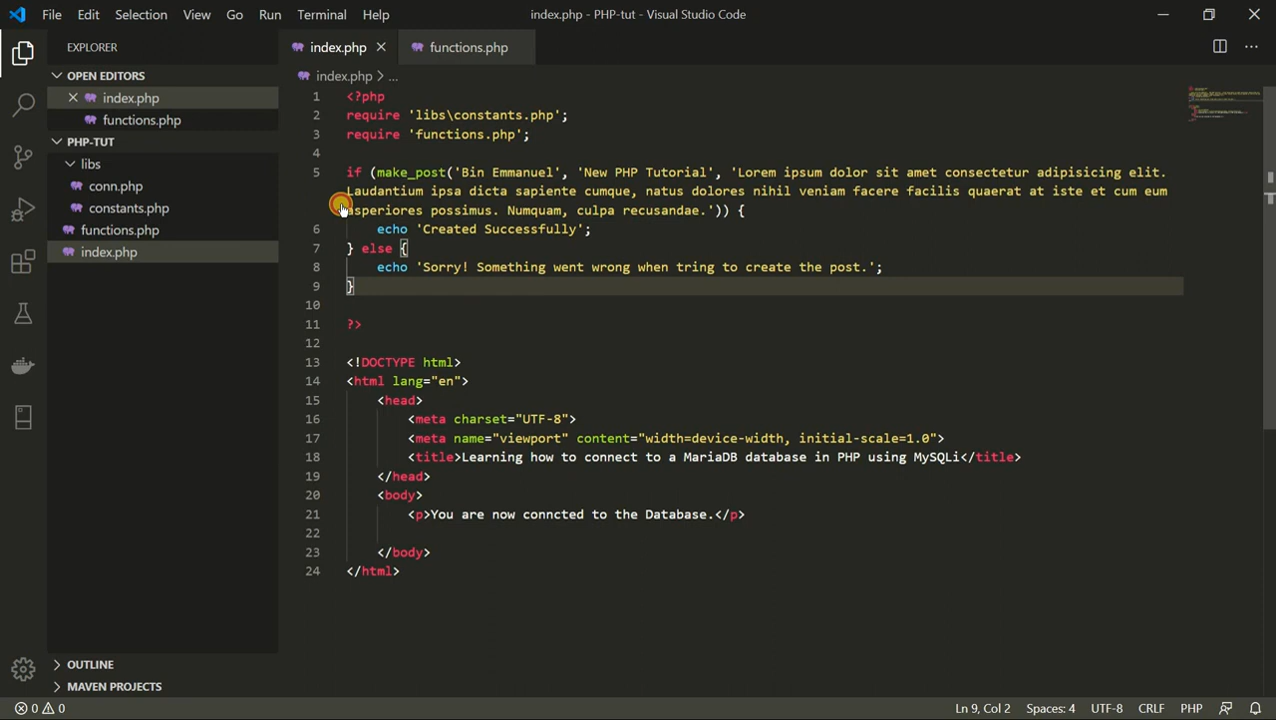 File Edit Selection View Go Run Terminal Help index.php - PHP-tut - Visual Studio Code
EXPLORER
OPEN EDITORS
index.php
functions.php
PHP-TUT
libs
conn.php
constants.php
functions.php
index.php
OUTLINE
MAVEN PROJECTS
index.php functions.php
index.php > ...
1 <?php
2 require 'libs\constants.php';
3 require 'functions.php';
4
5 if (make_post('Bin Emmanuel', 'New PHP Tutorial', 'Lorem ipsum dolor sit amet consectetur adipisicing elit.
Laudantium ipsa dicta sapiente cumque, natus dolores nihil veniam facere facilis quaerat at iste et cum eum
asperiores possimus. Numquam, culpa recusandae.')) {
6 echo 'Created Successfully';
7 } else {
8 echo 'Sorry! Something went wrong when tring to create the post.';
9 }
10
11 ?>
12
13 <!DOCTYPE html>
14 <html lang="en">
15 <head>
16 <meta charset="UTF-8">
17 <meta name="viewport" content="width=device-width, initial-scale=1.0">
18 <title>Learning how to connect to a MariaDB database in PHP using MySQLi</title>
19 </head>
20 <body>
21 <p>You are now conncted to the Database.</p>
22
23 </body>
24 </html>
0 0 Ln 9, Col 2 Spaces: 4 UTF-8 CRLF PHP